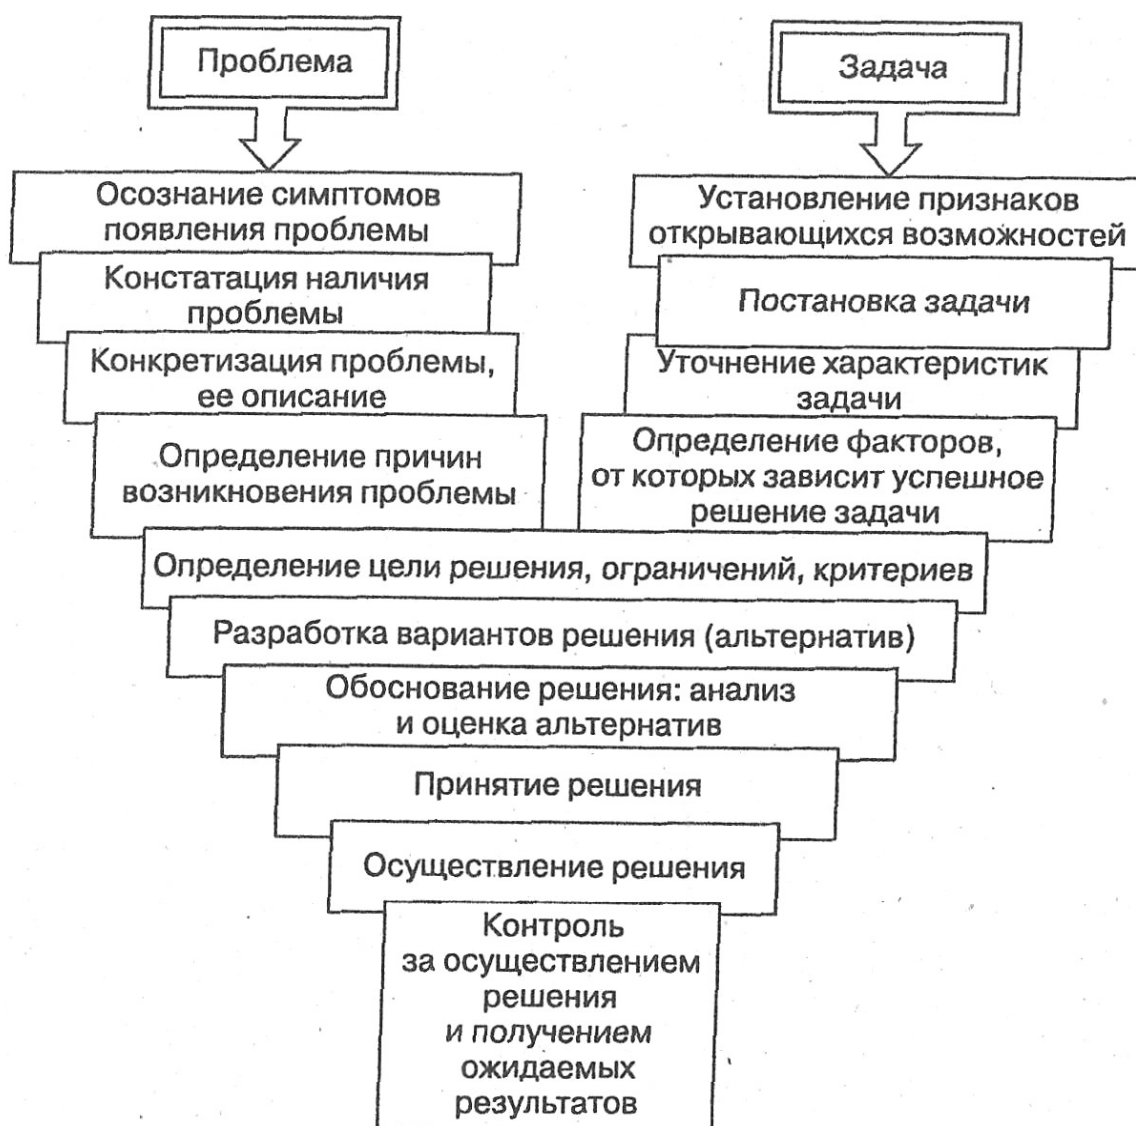 Проблема
Осознание симптомов
появления проблемы
Констатация наличия
проблемы
Конкретизация проблемы,
ее описание
Определение причин
возникновения проблемы
Задача
Установление признаков
открывающихся возможностей
Постановка задачи
Уточнение характеристик
задачи
Определение факторов,
от которых зависит успешное
решение задачи
Определение цели решения, ограничений, критериев
Разработка вариантов решения (альтернатив)
Обоснование решения: анализ
и оценка альтернатив
Принятие решения
Осуществление решения
Контроль
за осуществлением
решения
и получением
ожидаемых
результатов